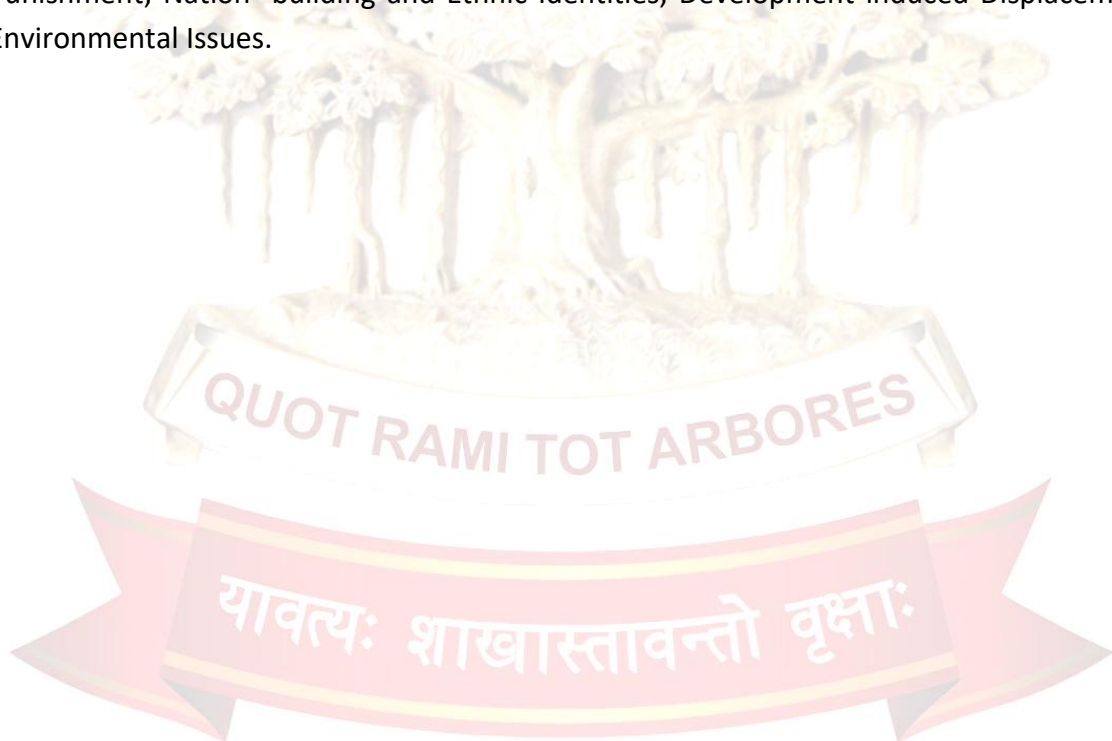 Punishment, Nation- building and Ethnic Identities, Development Induced Displacem
Environmental Issues.
QUOT RAMI TOT ARBORES
यावत्यः शाखास्तावन्तो वृक्षाः